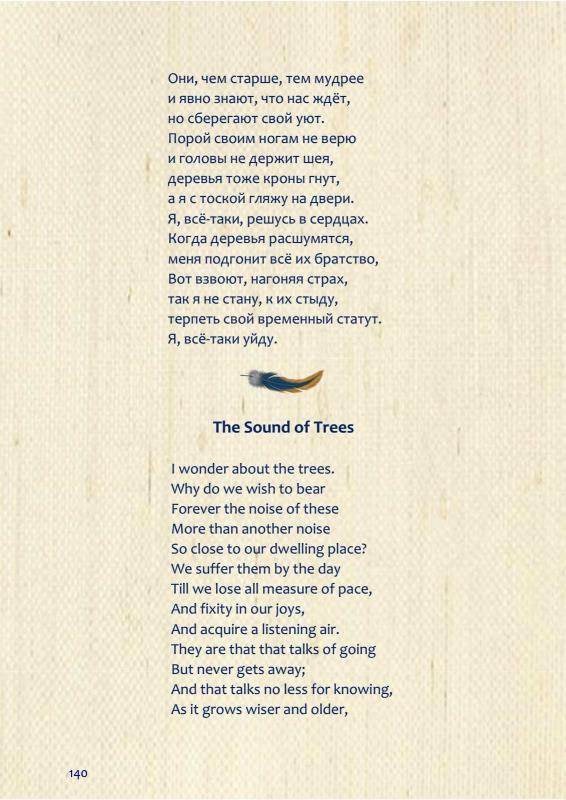 Они, чем старше, тем мудрее
и явно знают, что нас ждёт,
но сберегают свой уют.
Порой своим ногам не верю
и головы не держит шея,
деревья тоже кроны гнут,
а я с тоской гляжу на двери.
Я, всё-таки, решусь в сердцах.
Когда деревья расшумятся,
меня подгонит всё их братство,
Вот взвоют, нагоняя страх,
так я не стану, к их стыду,
терпеть свой временный статут.
Я, всё-таки уйду.
The Sound of Trees
I wonder about the trees.
Why do we wish to bear
Forever the noise of these
More than another noise
So close to our dwelling place?
We suffer them by the day
Till we lose all measure of pace,
And fixity in our joys,
And acquire a listening air.
They are that that talks of going
But never gets away;
And that talks no less for knowing,
As it grows wiser and older,
140